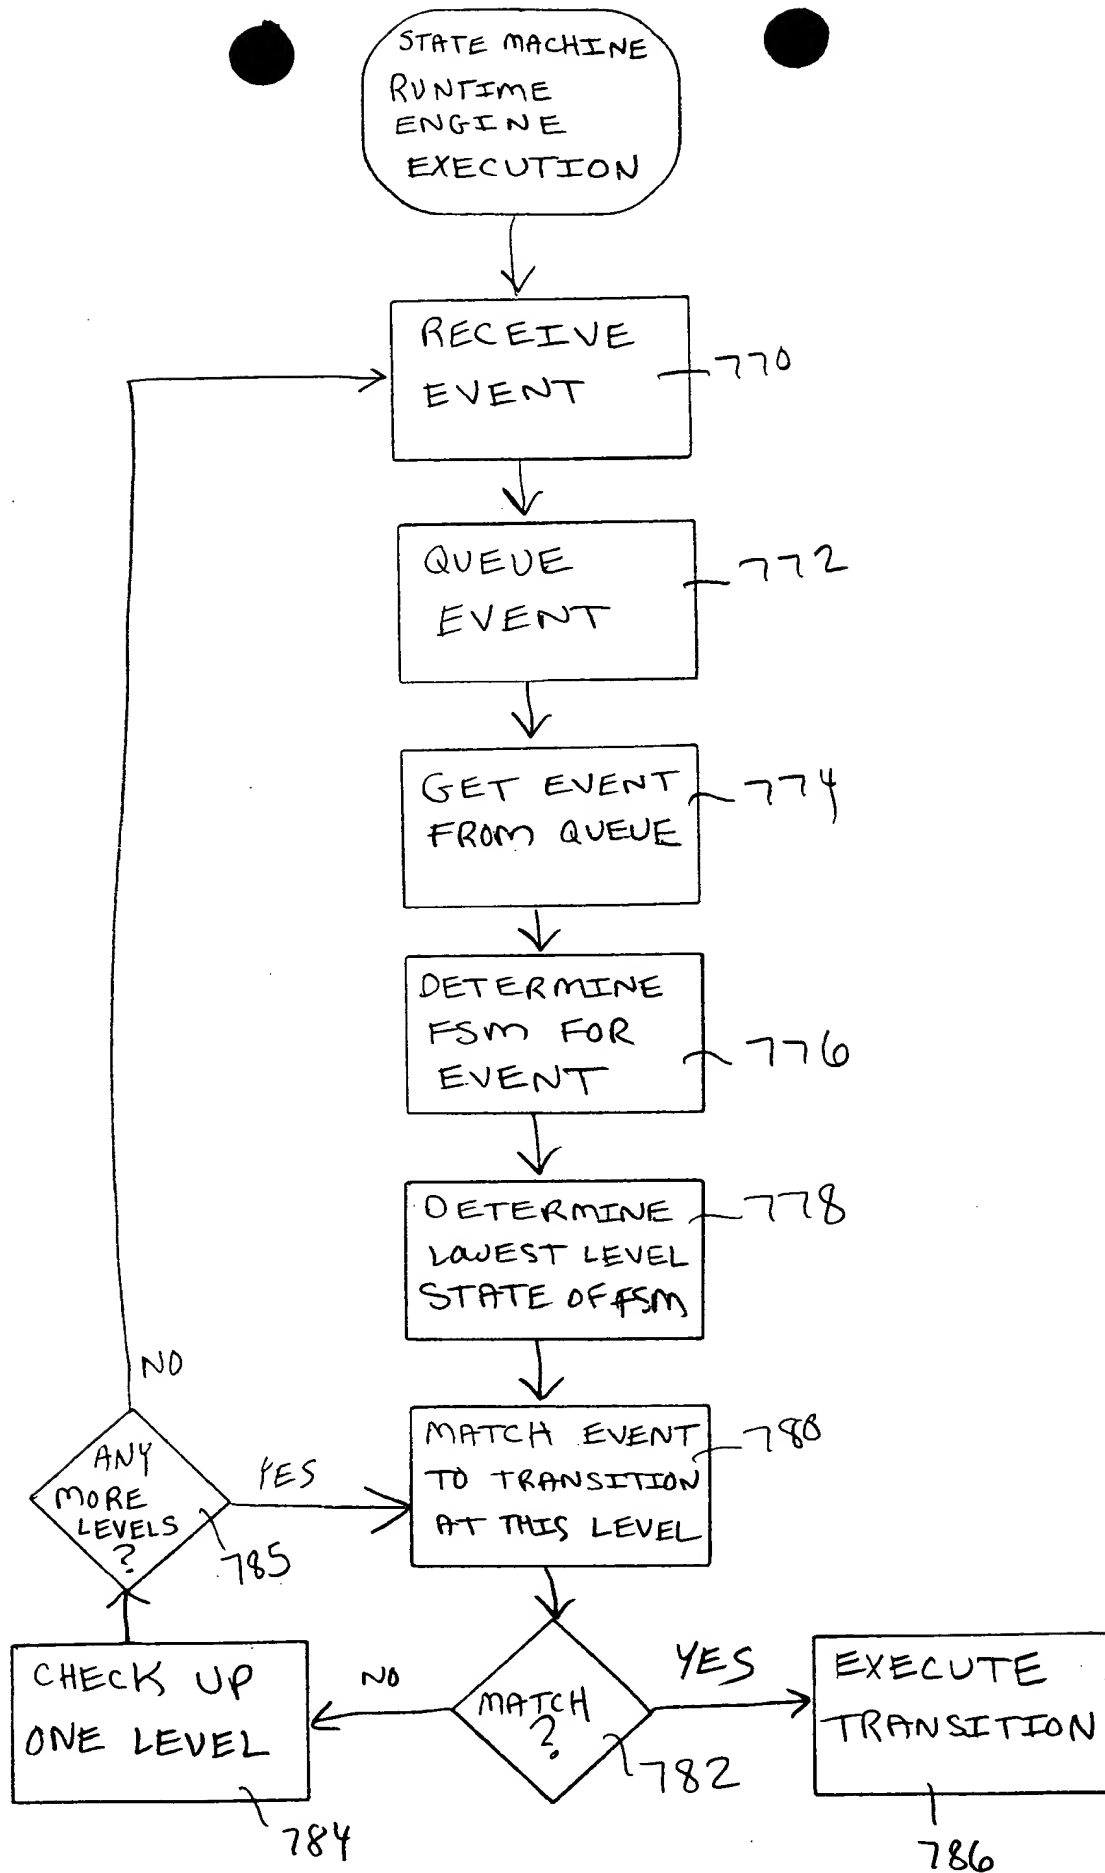 STATE MACHINE
RUNTIME
ENGINE
EXECUTION
RECEIVE
EVENT
770
QUEUE
EVENT
772
GET EVENT
FROM QUEUE
774
DETERMINE
FSM FOR
EVENT
776
DETERMINE
LOWEST LEVEL
STATE OF FSM
778
NO
ANY
MORE
LEVELS
?
785
YES
MATCH EVENT
TO TRANSITION
AT THIS LEVEL
780
CHECK UP
ONE LEVEL
784
NO
MATCH
?
782
YES
EXECUTE
TRANSITION
786